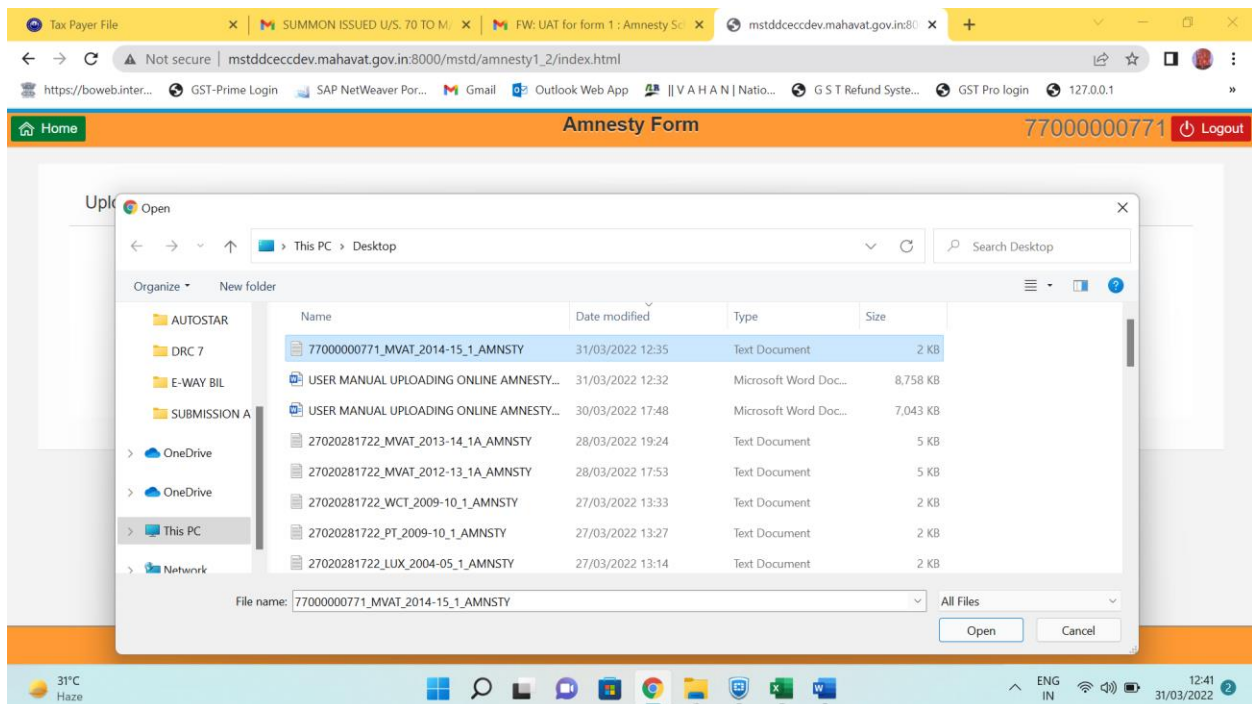 Tax Payer File
SUMMON ISSUED U/S. 70 TO M/
FW: UAT for form 1 : Amnesty Sc
mstddceccdev.mahavat.gov.in:80
Not secure | mstddceccdev.mahavat.gov.in:8000/mstd/amnesty1_2/index.html
https://boweb.inter... GST-Prime Login SAP NetWeaver Por... Gmail Outlook Web App || V A H A N | Natio... G S T Refund Syste... GST Pro login 127.0.0.1 »
Home Amnesty Form 77000000771 Logout
Uplo
Open
This PC > Desktop Search Desktop
Organize New folder
Name Date modified Type Size
AUTOSTAR
DRC 7
E-WAY BIL
SUBMISSION A
OneDrive
OneDrive
This PC
Network
77000000771_MVAT_2014-15_1_AMNSTY 31/03/2022 12:35 Text Document 2 KB
USER MANUAL UPLOADING ONLINE AMNESTY... 31/03/2022 12:32 Microsoft Word Doc... 8,758 KB
USER MANUAL UPLOADING ONLINE AMNESTY... 30/03/2022 17:48 Microsoft Word Doc... 7,043 KB
27020281722_MVAT_2013-14_1A_AMNSTY 28/03/2022 19:24 Text Document 5 KB
27020281722_MVAT_2012-13_1A_AMNSTY 28/03/2022 17:53 Text Document 5 KB
27020281722_WCT_2009-10_1_AMNSTY 27/03/2022 13:33 Text Document 2 KB
27020281722_PT_2009-10_1_AMNSTY 27/03/2022 13:27 Text Document 2 KB
27020281722_LUX_2004-05_1_AMNSTY 27/03/2022 13:14 Text Document 2 KB
File name: 77000000771_MVAT_2014-15_1_AMNSTY All Files
Open Cancel
31°C
Haze
ENG
IN
12:41
31/03/2022
2